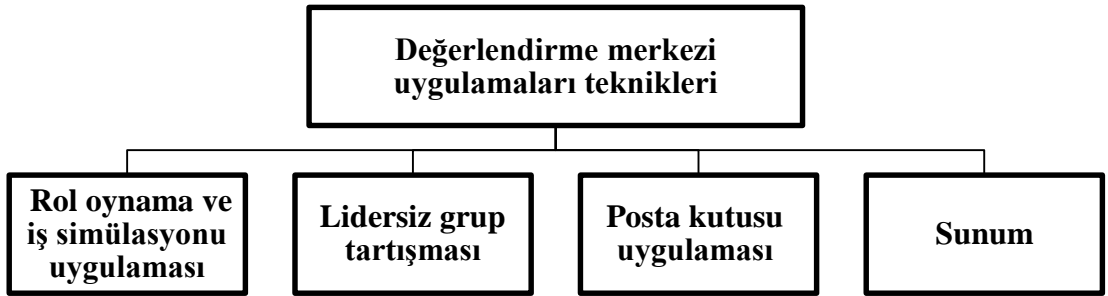 Değerlendirme merkezi
uygulamaları teknikleri
Rol oynama ve
iş simülasyonu
uygulaması
Lidersiz grup
tartışması
Posta kutusu
uygulaması
Sunum